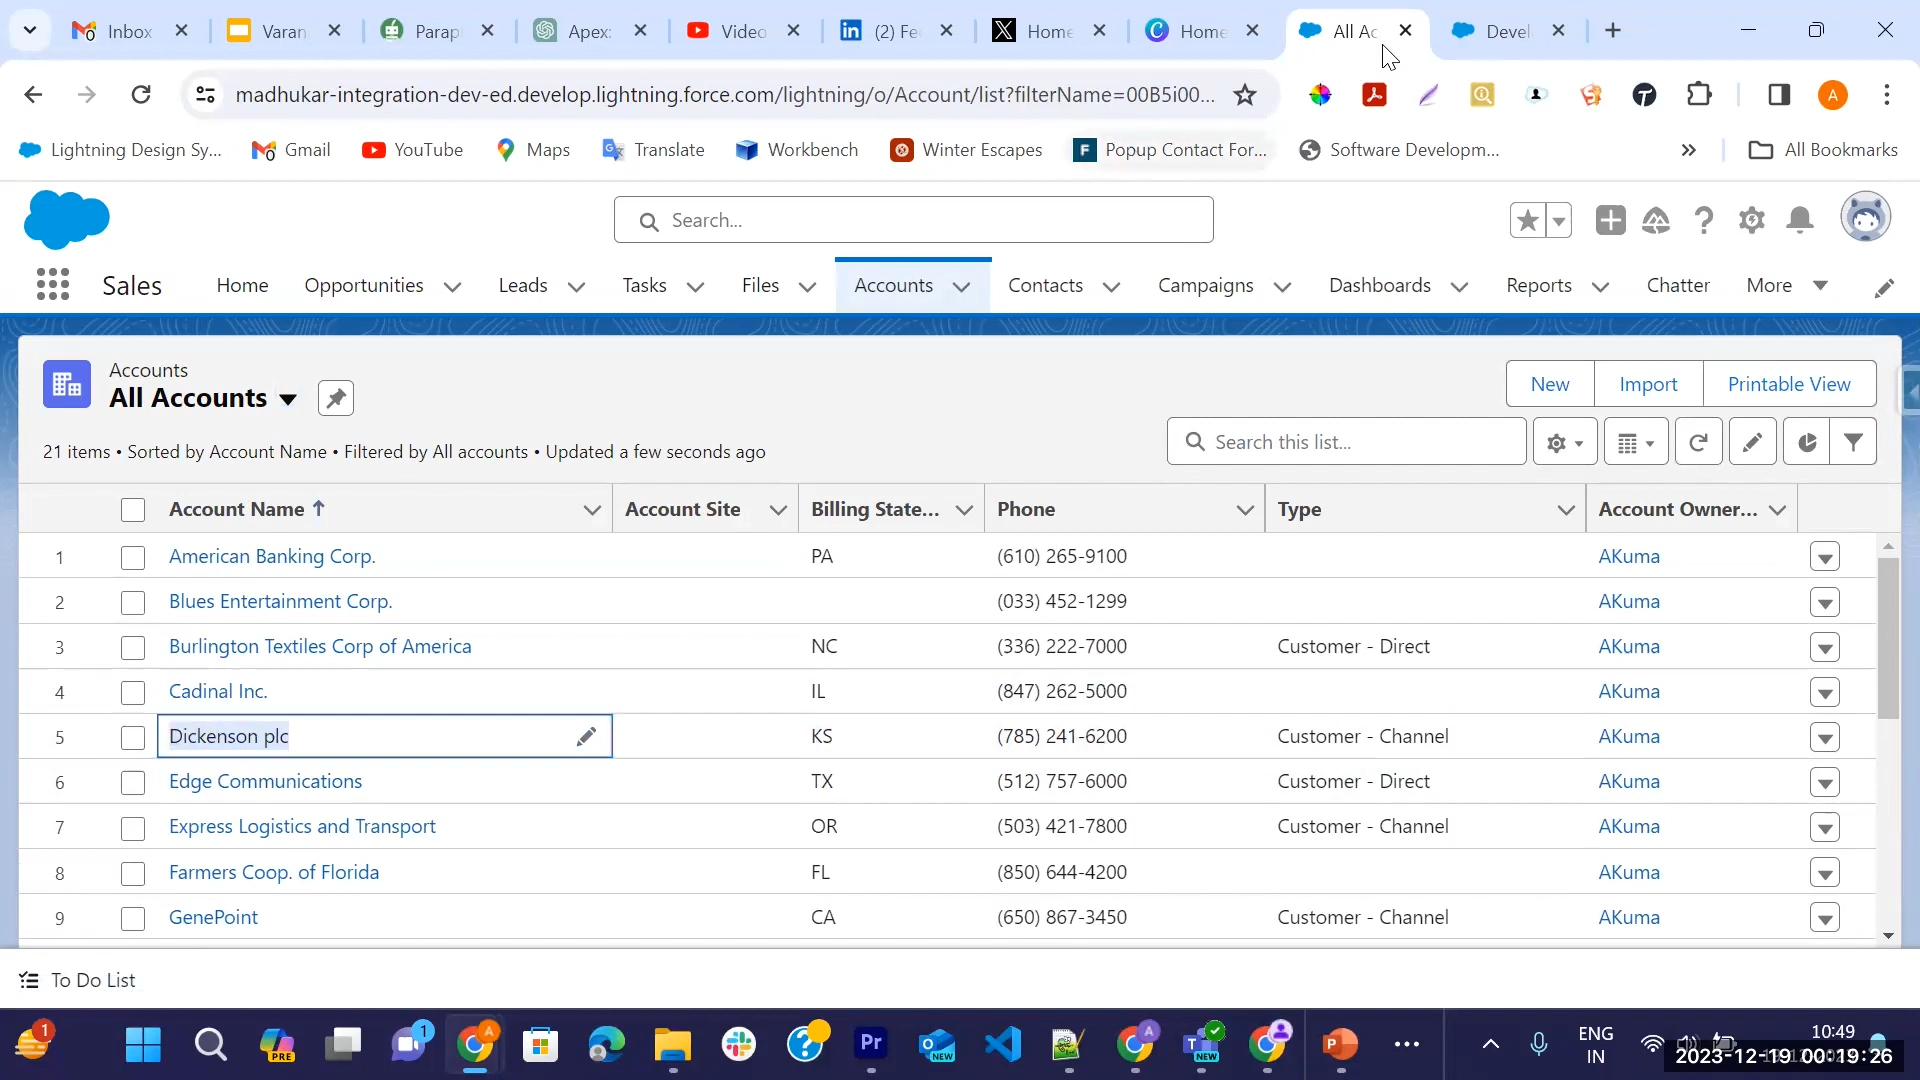 Inbox
Varan
Parap
Apex:
Video
(2) Fe
Home
Home
All Ac
Devel
madhukar-integration-dev-ed.develop.lightning.force.com/lightning/o/Account/list?filterName=00B5i00...
A
Lightning Design Sy...
Gmail
YouTube
Maps
Translate
Workbench
Winter Escapes
Popup Contact For...
Software Developm...
All Bookmarks
Search...
Sales
Home
Opportunities
Leads
Tasks
Files
Accounts
Contacts
Campaigns
Dashboards
Reports
Chatter
More
Accounts
All Accounts
New
Import
Printable View
21 items • Sorted by Account Name • Filtered by All accounts • Updated a few seconds ago
Search this list...
Account Name ↑ Account Site Billing State... Phone Type Account Owner...
1 American Banking Corp. PA (610) 265-9100 AKuma
2 Blues Entertainment Corp. (033) 452-1299 AKuma
3 Burlington Textiles Corp of America NC (336) 222-7000 Customer - Direct AKuma
4 Cadinal Inc. IL (847) 262-5000 AKuma
5 Dickenson plc KS (785) 241-6200 Customer - Channel AKuma
6 Edge Communications TX (512) 757-6000 Customer - Direct AKuma
7 Express Logistics and Transport OR (503) 421-7800 Customer - Channel AKuma
8 Farmers Coop. of Florida FL (850) 644-4200 AKuma
9 GenePoint CA (650) 867-3450 Customer - Channel AKuma
To Do List
1
PRE
1
A
Pr
NEW
A
NEW
ENG
IN
10:49
2023-12-19 00:19:26